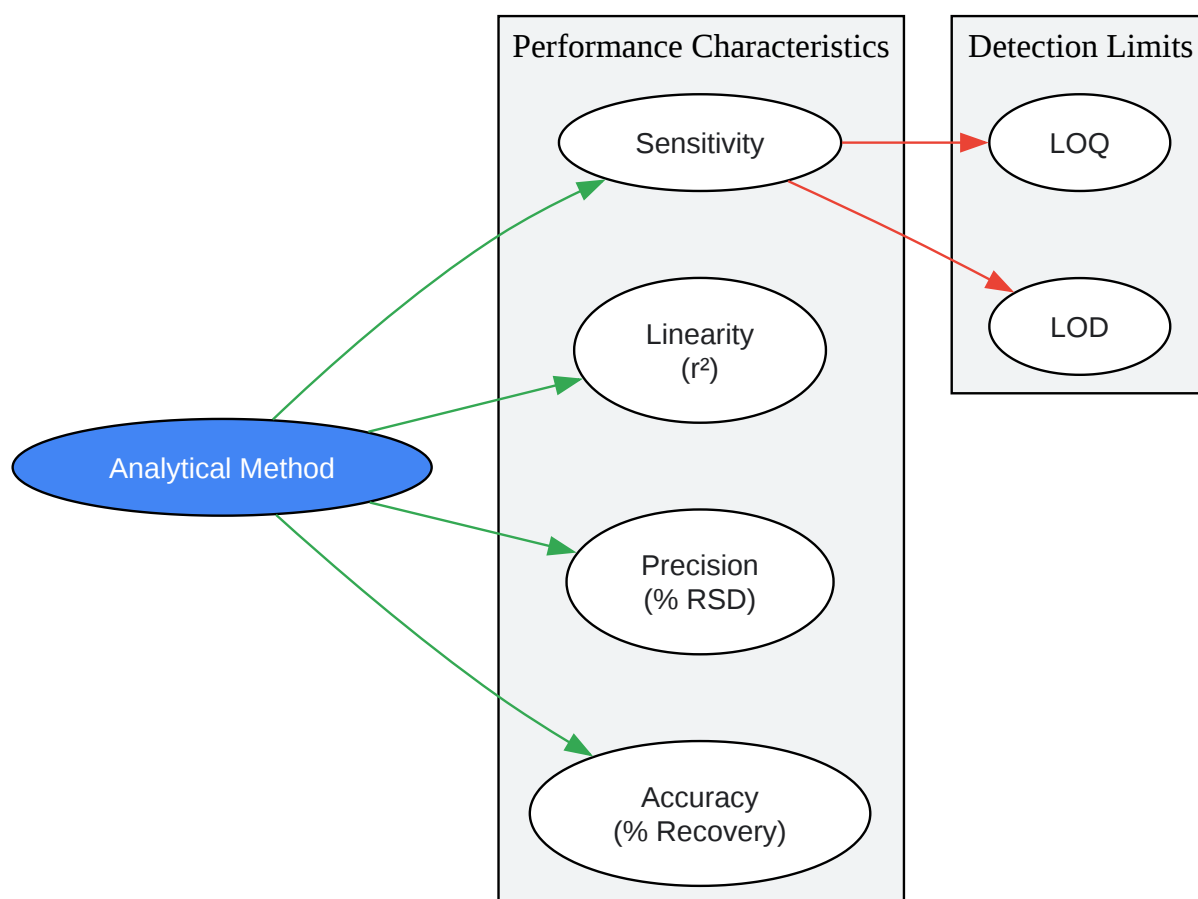 Performance Characteristics
Detection Limits
Sensitivity
LOQ
Linearity
(r²)
LOD
Analytical Method
Precision
(% RSD)
Accuracy
(% Recovery)